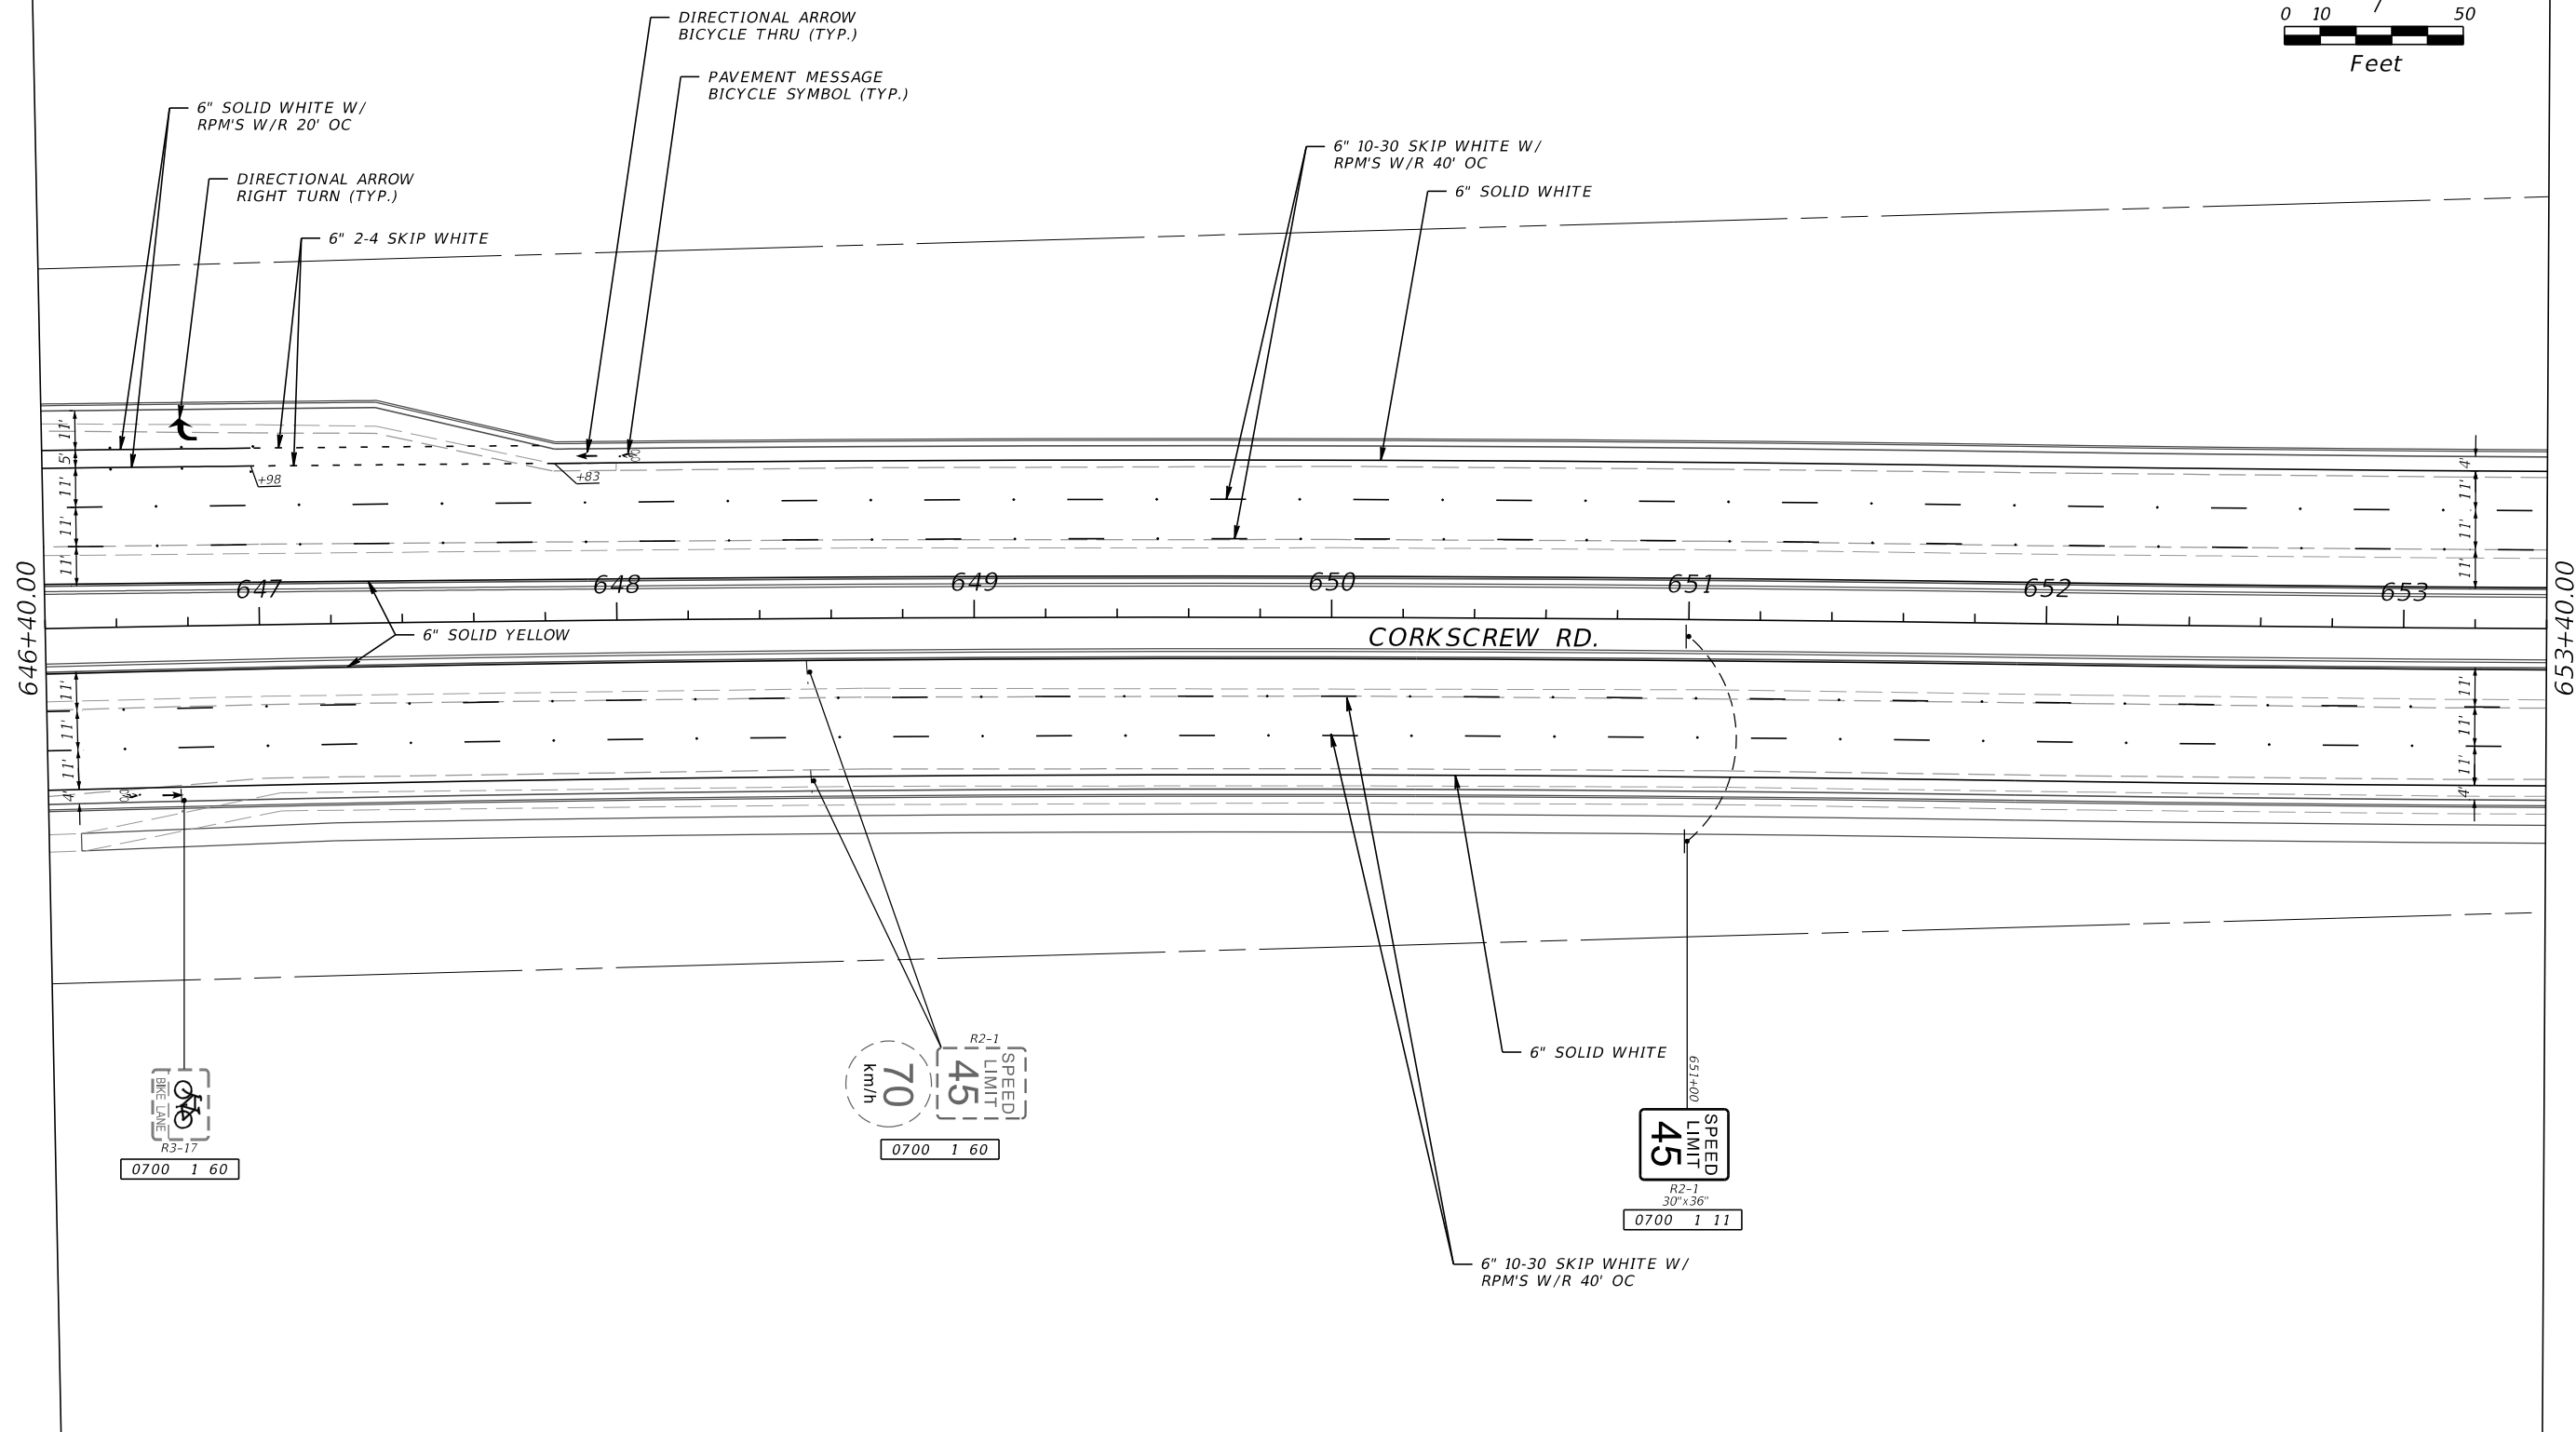 DIRECTIONAL ARROW
BICYCLE THRU (TYP.)
PAVEMENT MESSAGE
BICYCLE SYMBOL (TYP.)
0 10 50
Feet
6" SOLID WHITE W/
RPM'S W/R 20' OC
DIRECTIONAL ARROW
RIGHT TURN (TYP.)
6" 2-4 SKIP WHITE
6" 10-30 SKIP WHITE W/
RPM'S W/R 40' OC
6" SOLID WHITE
11'
5'
11'
11'
11'
+98
+83
4'
11'
11'
11'
646+40.00
647
648
649
650
651
652
653
653+40.00
6" SOLID YELLOW
CORKSCREW RD.
11'
11'
11'
4'
11'
11'
11'
4'
BIKE LANE
R3-17
0700 1 60
R2-1
SPEED
LIMIT
45
70
km/h
0700 1 60
6" SOLID WHITE
651+00
SPEED
LIMIT
45
R2-1
30"x36"
0700 1 11
6" 10-30 SKIP WHITE W/
RPM'S W/R 40' OC